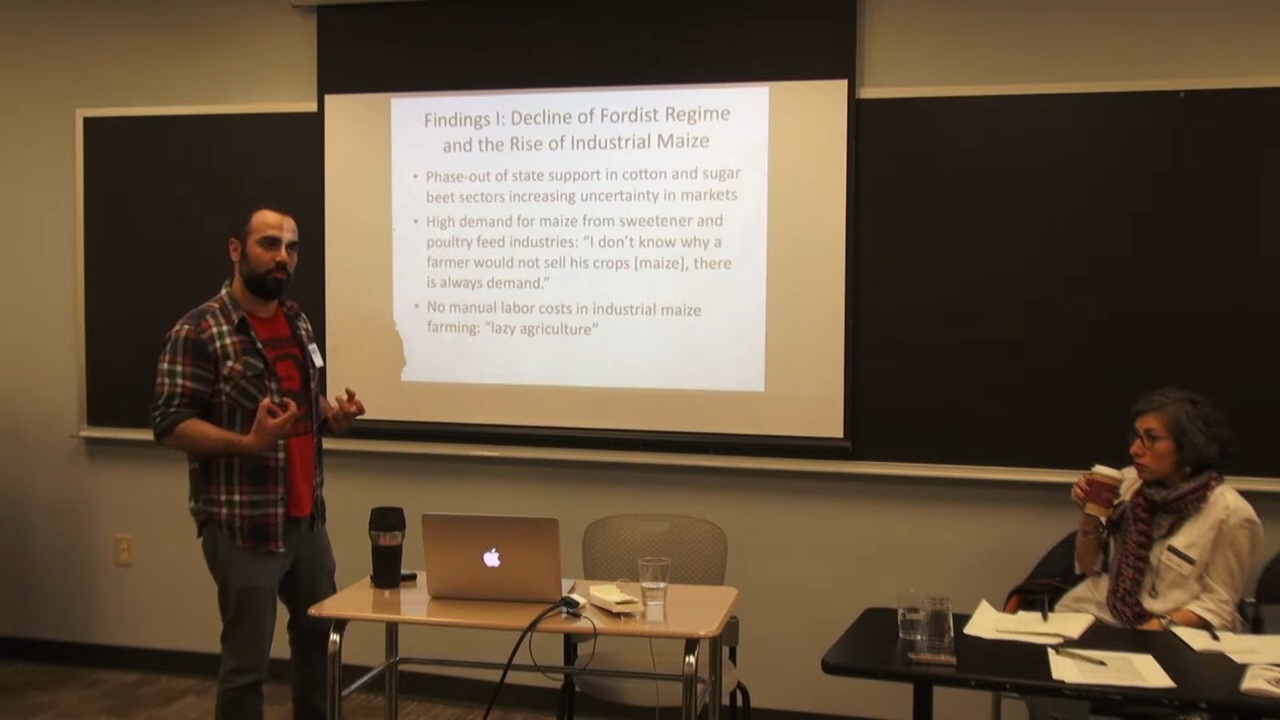 Findings I: Decline of Fordist Regime
and the Rise of Industrial Maize
• Phase-out of state support in cotton and sugar
beet sectors increasing uncertainty in markets
• High demand for maize from sweetener and
poultry feed industries: “I don’t know why a
farmer would not sell his crops [maize], there
is always demand.”
• No manual labor costs in industrial maize
farming: “lazy agriculture”